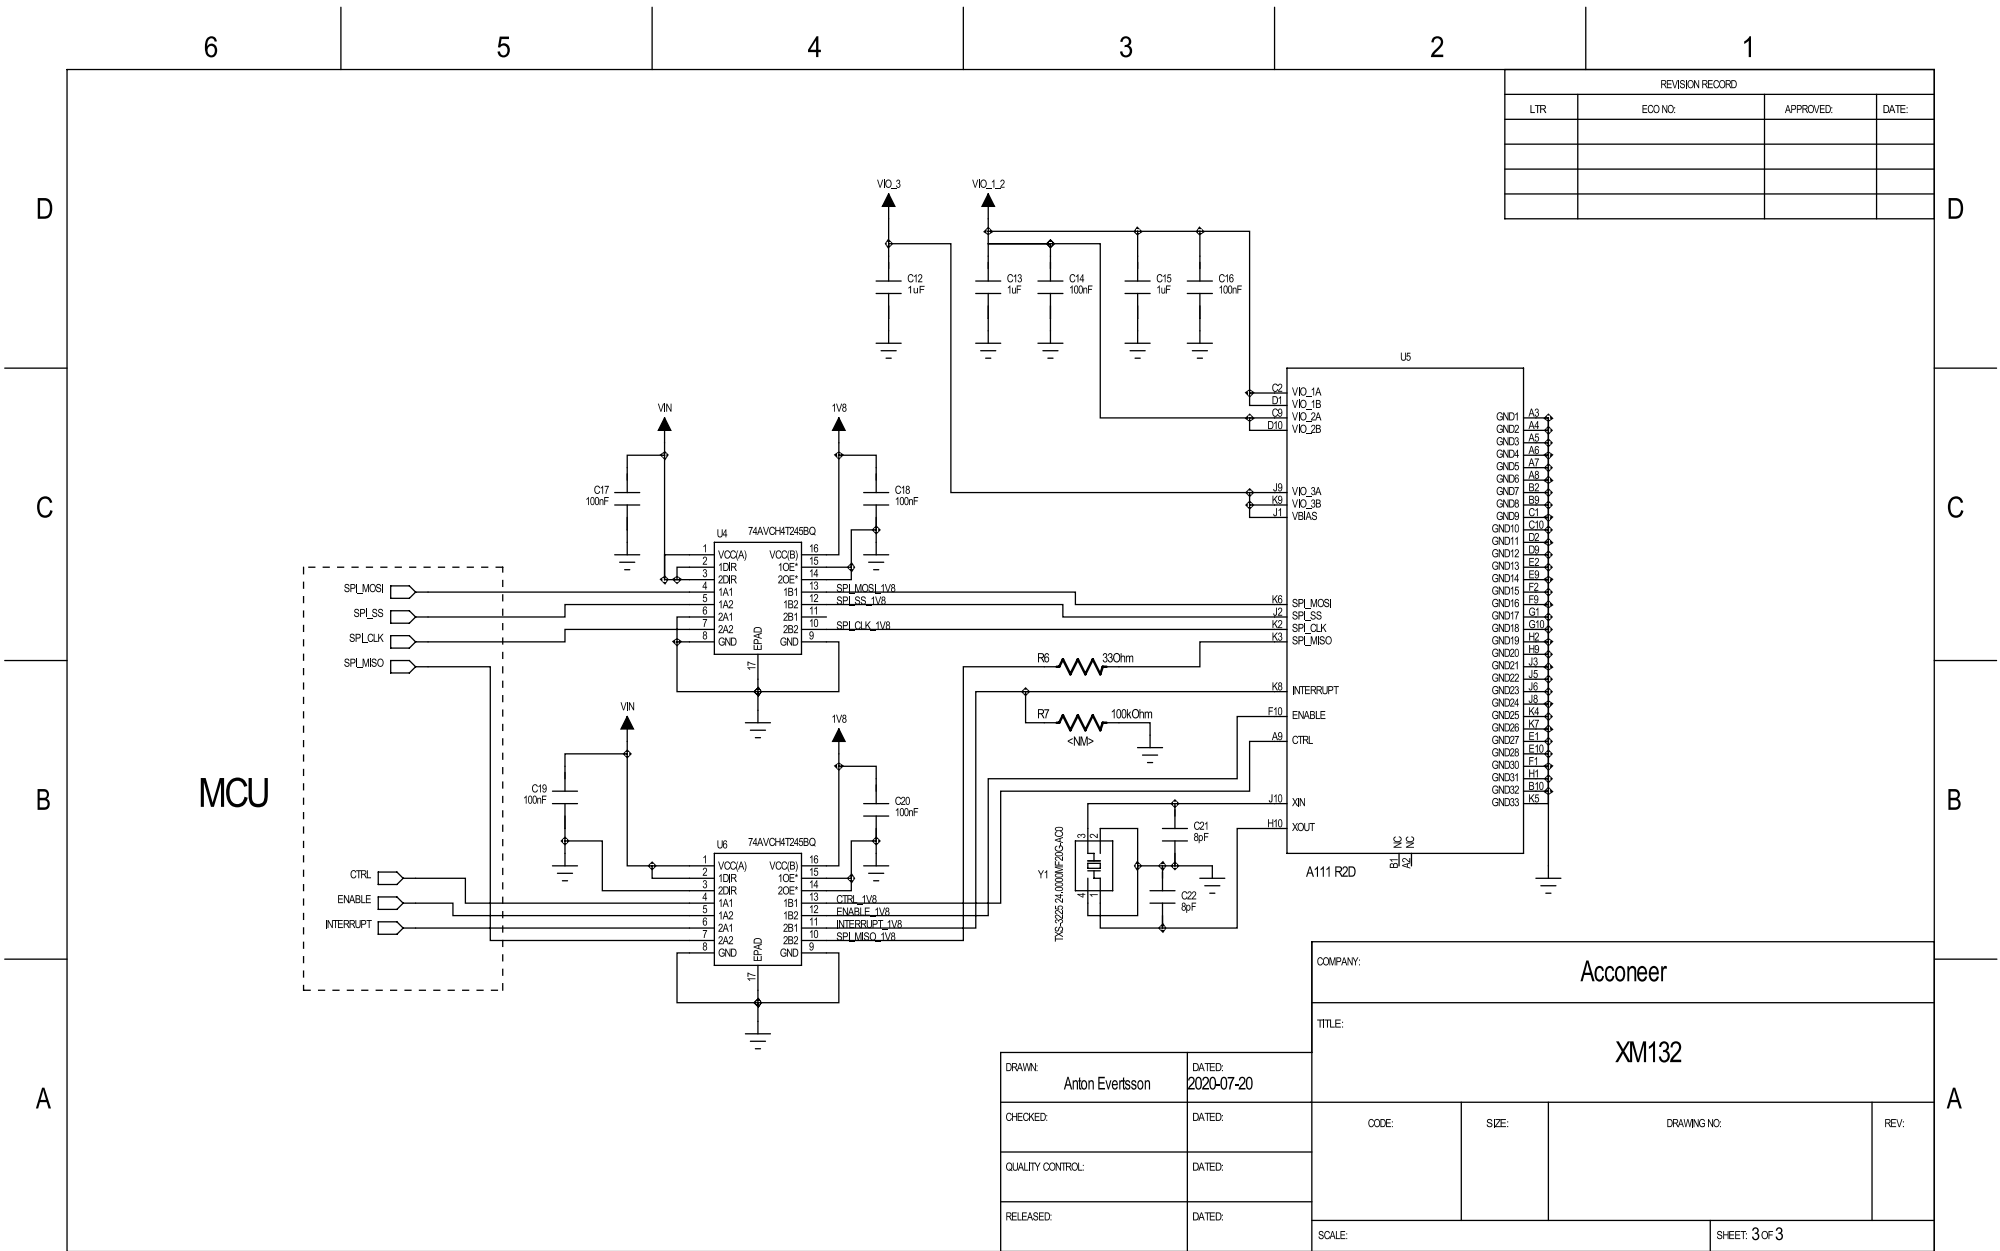 6 5 4 3 2 1
REVISION RECORD
LTR ECO NO: APPROVED: DATE:
D D
VIO_3 VIO_1_2
C12 1uF
C13 1uF
C14 100nF
C15 1uF
C16 100nF
U5
C2 VIO_1A
D1 VIO_1B
C9 VIO_2A
D10 VIO_2B
J9 VIO_3A
K9 VIO_3B
J1 VBIAS
K6 SPI_MOSI
J2 SPI_SS
K2 SPI_CLK
K3 SPI_MISO
K8 INTERRUPT
F10 ENABLE
A9 CTRL
J10 XIN
H10 XOUT
GND1 A3
GND2 A4
GND3 A5
GND4 A6
GND5 A7
GND6 A8
GND7 B2
GND8 B9
GND9 C1
GND10 C10
GND11 D2
GND12 D9
GND13 E2
GND14 E9
GND15 F2
GND16 F9
GND17 G1
GND18 G10
GND19 H2
GND20 H9
GND21 J3
GND22 J5
GND23 J6
GND24 J8
GND25 K4
GND26 K7
GND27 E1
GND28 E10
GND30 F1
GND31 H1
GND32 B10
GND33 K5
B1 NC
A2 NC
A111 R2D
C C
VIN 1V8
C17 100nF
C18 100nF
U4 74AVCH4T245BQ
1 VCC(A) VCC(B) 16
2 1DIR 1OE* 15
3 2DIR 2OE* 14
4 1A1 1B1 13 SPI_MOSI_1V8
5 1A2 1B2 12 SPI_SS_1V8
6 2A1 2B1 11
7 2A2 2B2 10 SPI_CLK_1V8
8 GND GND 9
EPAD 17
SPI_MOSI
SPI_SS
SPI_CLK
SPI_MISO
R6 33Ohm
R7 100kOhm
<NM>
MCU
B B
VIN 1V8
C19 100nF
C20 100nF
U6 74AVCH4T245BQ
1 VCC(A) VCC(B) 16
2 1DIR 1OE* 15
3 2DIR 2OE* 14
4 1A1 1B1 13 CTRL_1V8
5 1A2 1B2 12 ENABLE_1V8
6 2A1 2B1 11 INTERRUPT_1V8
7 2A2 2B2 10 SPI_MISO_1V8
8 GND GND 9
EPAD 17
CTRL
ENABLE
INTERRUPT
Y1
TXS-3225 24.0000MF20G-AC0
3 2
4 1
C21 8pF
C22 8pF
A A
COMPANY:
Acconeer
TITLE:
XM132
DRAWN: Anton Evertsson DATED: 2020-07-20
CHECKED: DATED:
QUALITY CONTROL: DATED:
RELEASED: DATED:
CODE: SIZE: DRAWING NO: REV:
SCALE: SHEET: 3 OF 3